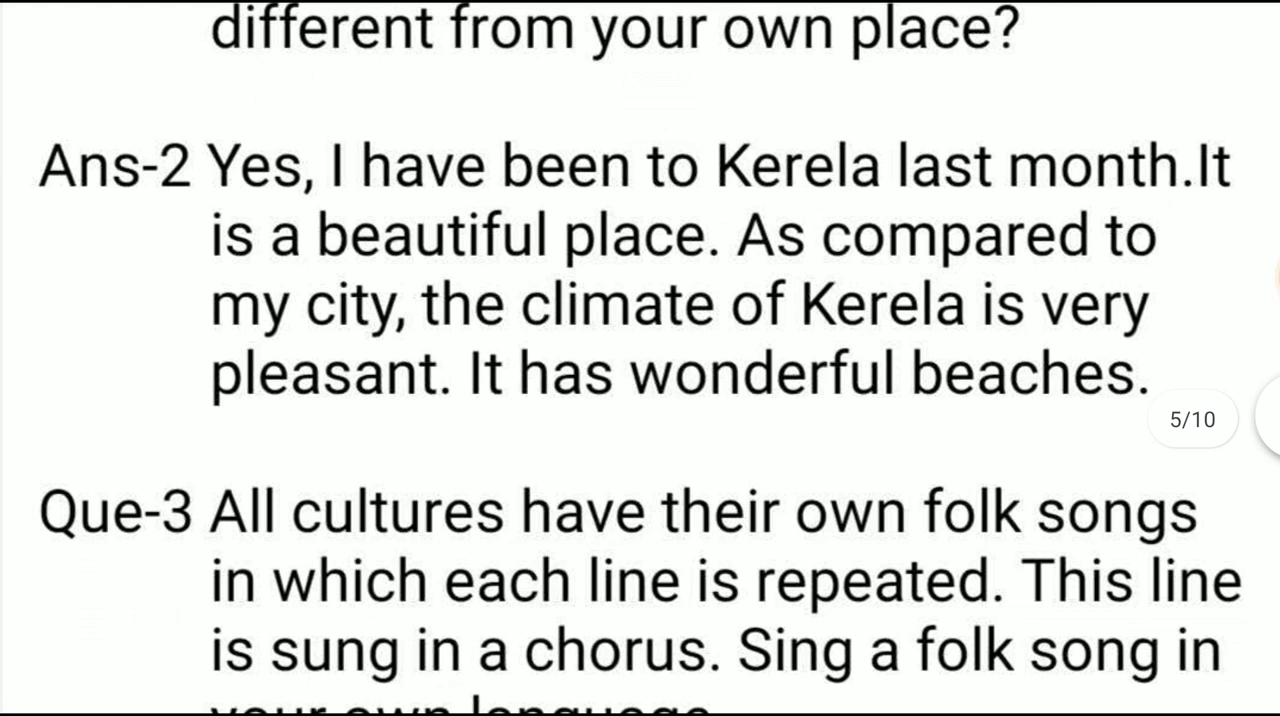 different from your own place?
Ans-2 Yes, I have been to Kerela last month.It
is a beautiful place. As compared to
my city, the climate of Kerela is very
pleasant. It has wonderful beaches.
5/10
Que-3 All cultures have their own folk songs
in which each line is repeated. This line
is sung in a chorus. Sing a folk song in
your own language